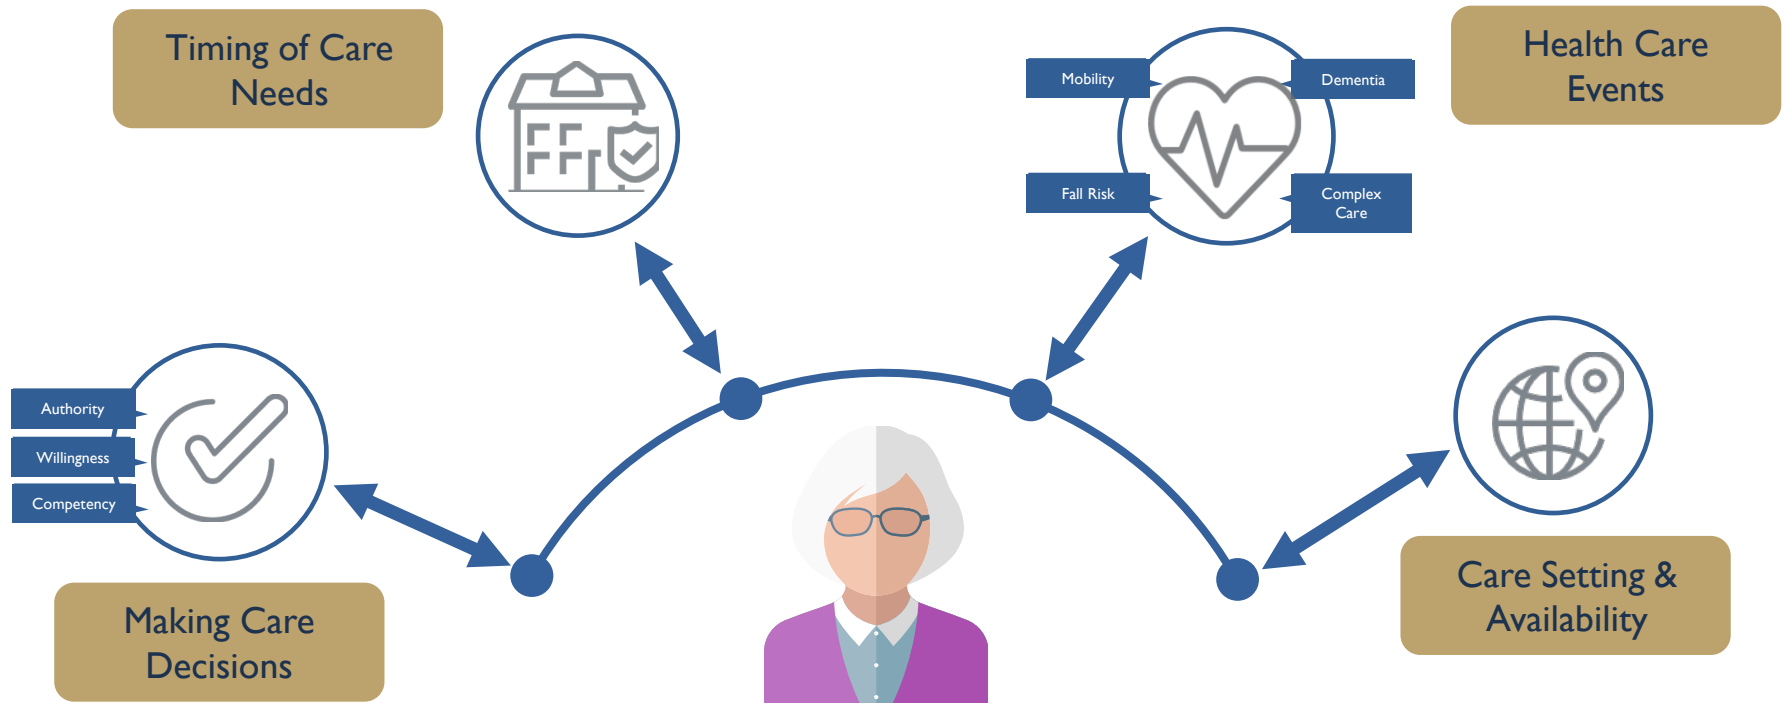 Timing of Care
Needs
Mobility
Dementia
Fall Risk
Complex
Care
Health Care
Events
Authority
Willingness
Competency
Making Care
Decisions
Care Setting &
Availability